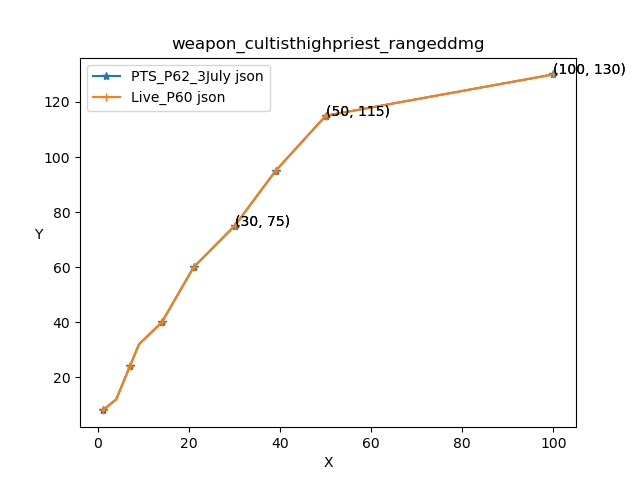 weapon_cultisthighpriest_rangeddmg
PTS_P62_3July json
Live_P60 json
(100, 130)
(50, 115)
(30, 75)
120
100
80
60
40
20
Y
0 20 40 60 80 100
X